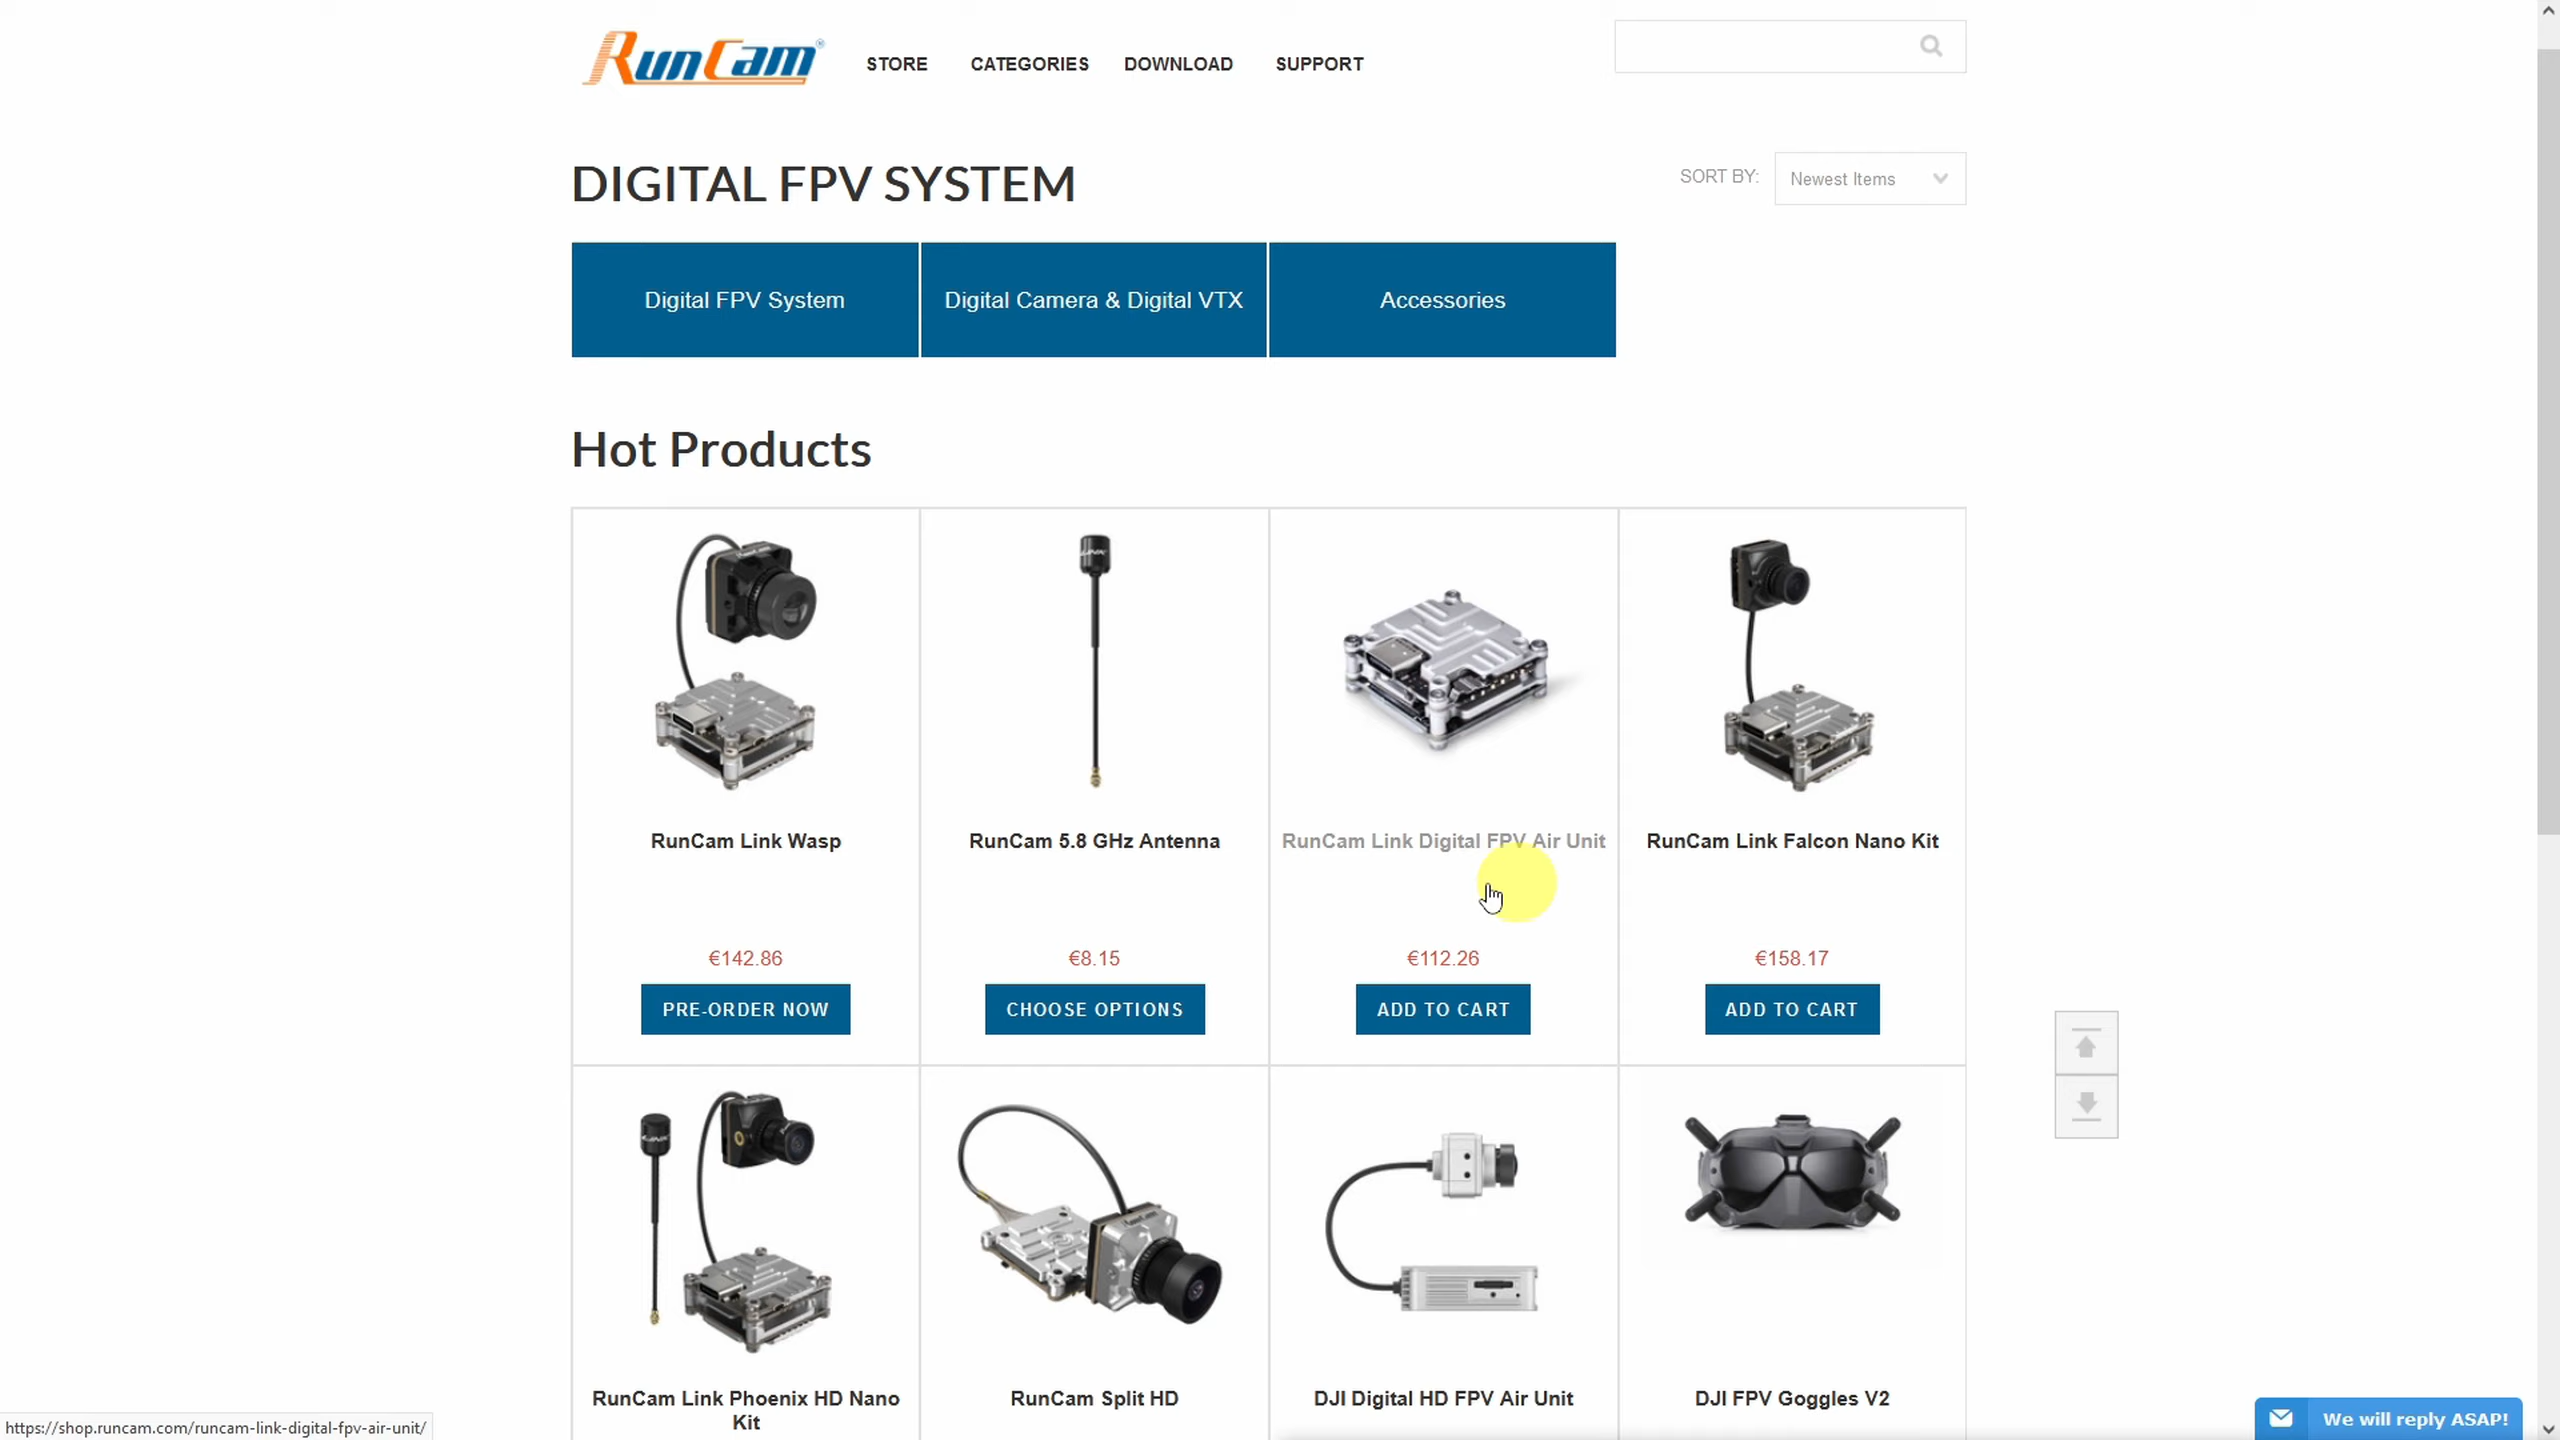 RunCam®
STORE CATEGORIES DOWNLOAD SUPPORT
DIGITAL FPV SYSTEM
SORT BY: Newest Items
Digital FPV System
Digital Camera & Digital VTX
Accessories
Hot Products
RunCam Link Wasp
€142.86
PRE-ORDER NOW
RunCam 5.8 GHz Antenna
€8.15
CHOOSE OPTIONS
RunCam Link Digital FPV Air Unit
€112.26
ADD TO CART
RunCam Link Falcon Nano Kit
€158.17
ADD TO CART
RunCam Link Phoenix HD Nano
Kit
RunCam Split HD
DJI Digital HD FPV Air Unit
DJI FPV Goggles V2
https://shop.runcam.com/runcam-link-digital-fpv-air-unit/
We will reply ASAP!